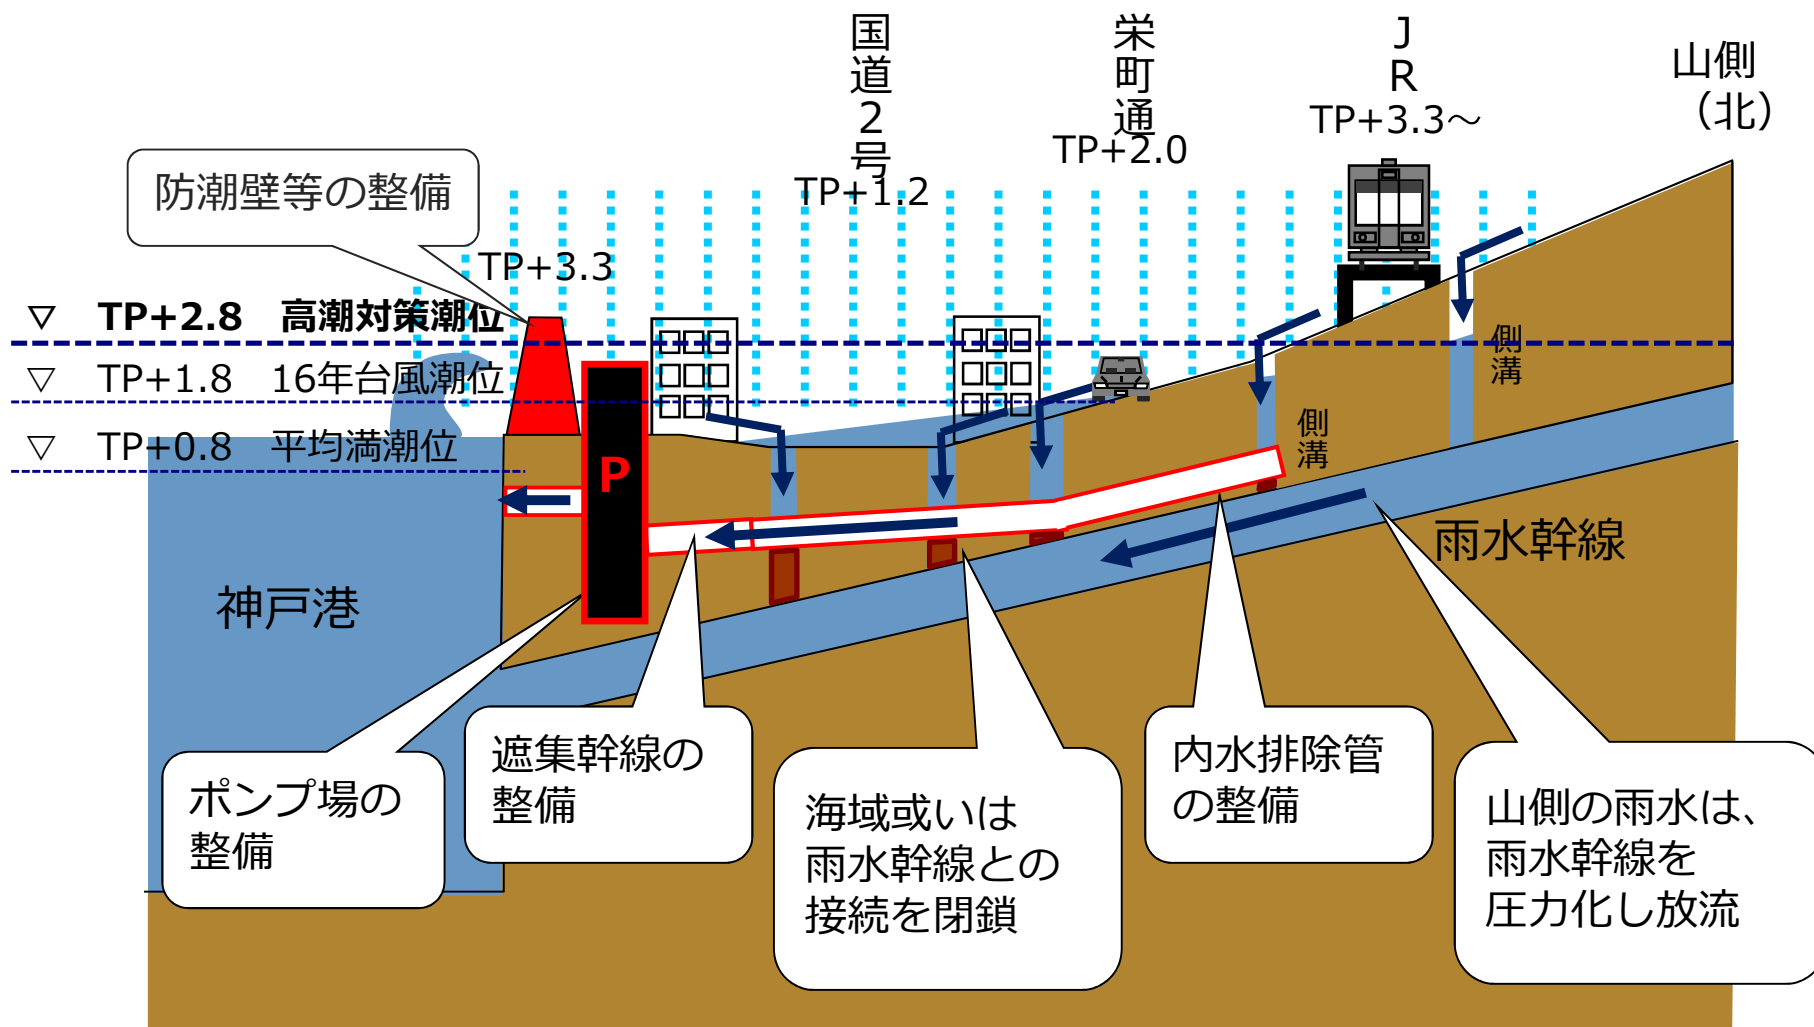 国道2号
TP+1.2
栄町通
TP+2.0
JR
TP+3.3～
山側
（北）
防潮壁等の整備
TP+3.3
▽ TP+2.8 高潮対策潮位
▽ TP+1.8 16年台風潮位
▽ TP+0.8 平均満潮位
側溝
側溝
P
神戸港
雨水幹線
ポンプ場の
整備
遮集幹線の
整備
海域或いは
雨水幹線との
接続を閉鎖
内水排除管
の整備
山側の雨水は、
雨水幹線を
圧力化し放流